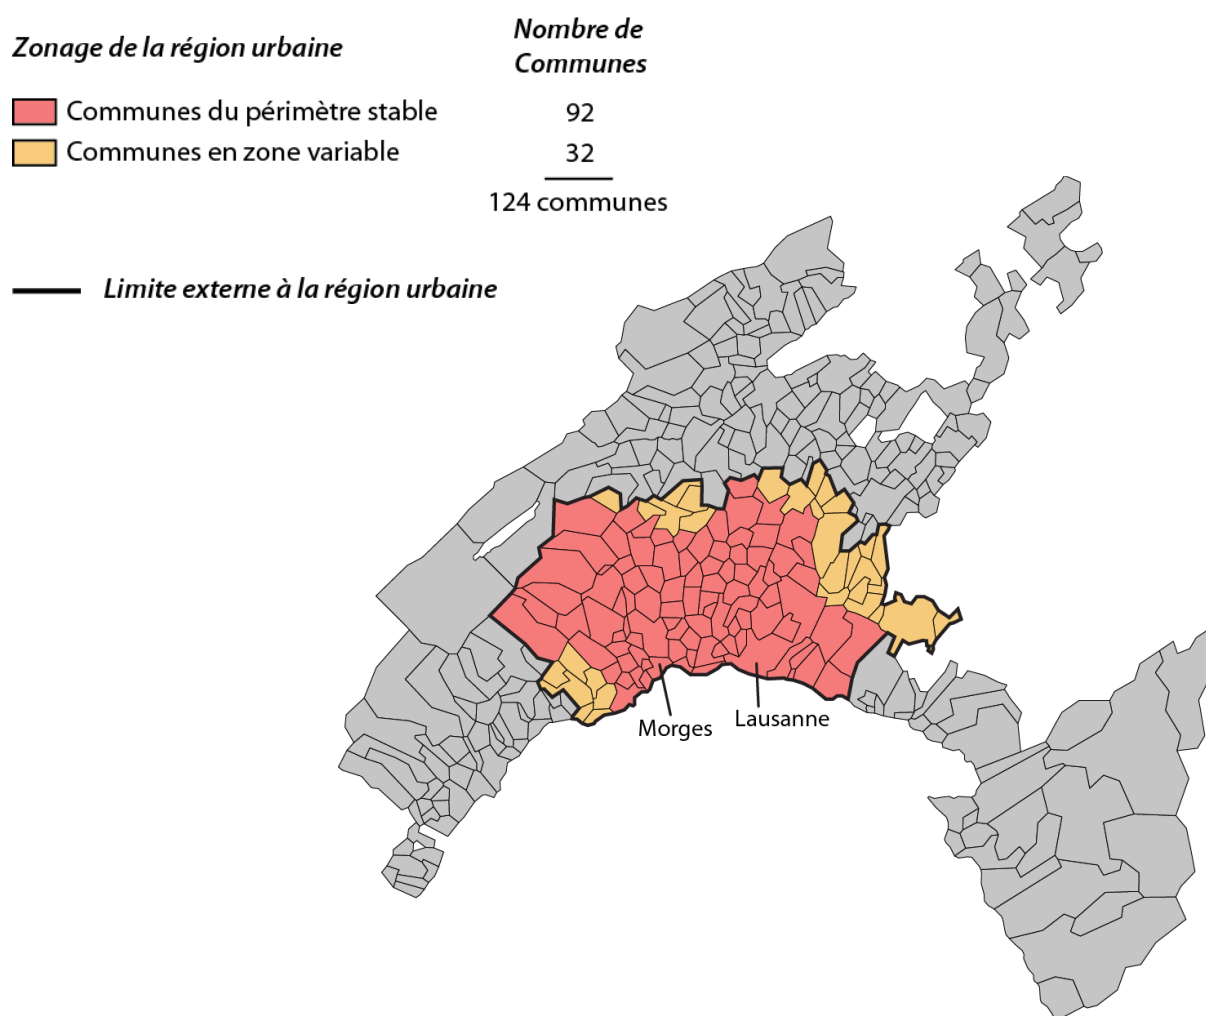 Zonage de la région urbaine
Nombre de
Communes
Communes du périmètre stable 92
Communes en zone variable 32
124 communes
Limite externe à la région urbaine
Morges
Lausanne